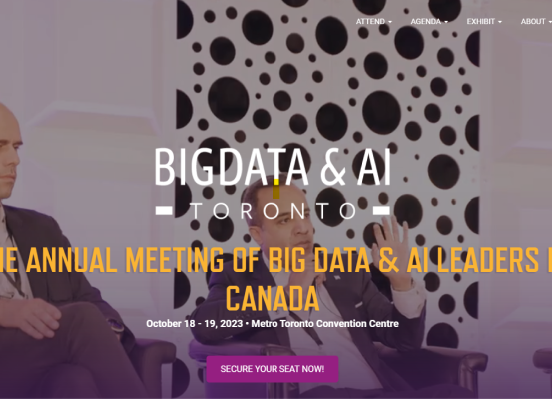 ATTEND AGENDA EXHIBIT ABOUT
BIGDATA & AI
TORONTO
ANNUAL MEETING OF BIG DATA & AI LEADERS
CANADA
October 18 - 19, 2023 • Metro Toronto Convention Centre
SECURE YOUR SEAT NOW!